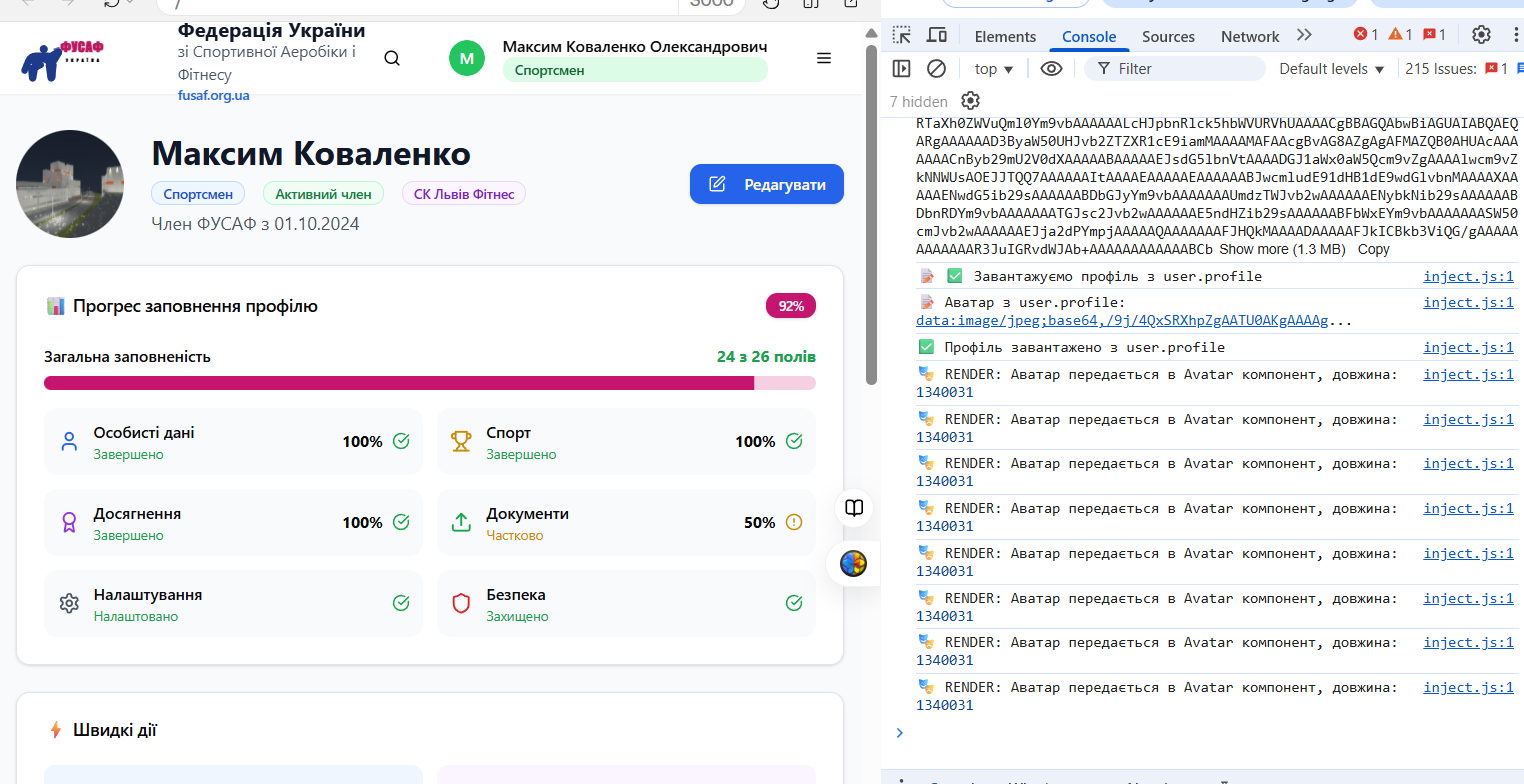 3000
ФУСАФ
УКРАЇНА
Федерація України
зі Спортивної Аеробіки і
Фітнесу
fusaf.org.ua
М
Максим Коваленко Олександрович
Спортсмен
Максим Коваленко
Спортсмен
Активний член
СК Львів Фітнес
Член ФУСАФ з 01.10.2024
Редагувати
Прогрес заповнення профілю
92%
Загальна заповненість
24 з 26 полів
Особисті дані
Завершено
100%
Спорт
Завершено
100%
Досягнення
Завершено
100%
Документи
Частково
50%
Налаштування
Налаштовано
Безпека
Захищено
Швидкі дії
Elements
Console
Sources
Network
1
1
1
top
Filter
Default levels
215 Issues:
1
7 hidden
Show more (1.3 MB)
Copy
Завантажуємо профіль з user.profile
inject.js:1
Аватар з user.profile:
inject.js:1
data:image/jpeg;base64,/9j/4QxSRXhpZgAATU0AKgAAAAg...
Профіль завантажено з user.profile
inject.js:1
RENDER: Аватар передається в Avatar компонент, довжина:
inject.js:1
1340031
RENDER: Аватар передається в Avatar компонент, довжина:
inject.js:1
1340031
RENDER: Аватар передається в Avatar компонент, довжина:
inject.js:1
1340031
RENDER: Аватар передається в Avatar компонент, довжина:
inject.js:1
1340031
RENDER: Аватар передається в Avatar компонент, довжина:
inject.js:1
1340031
RENDER: Аватар передається в Avatar компонент, довжина:
inject.js:1
1340031
RENDER: Аватар передається в Avatar компонент, довжина:
inject.js:1
1340031
RENDER: Аватар передається в Avatar компонент, довжина:
inject.js:1
1340031